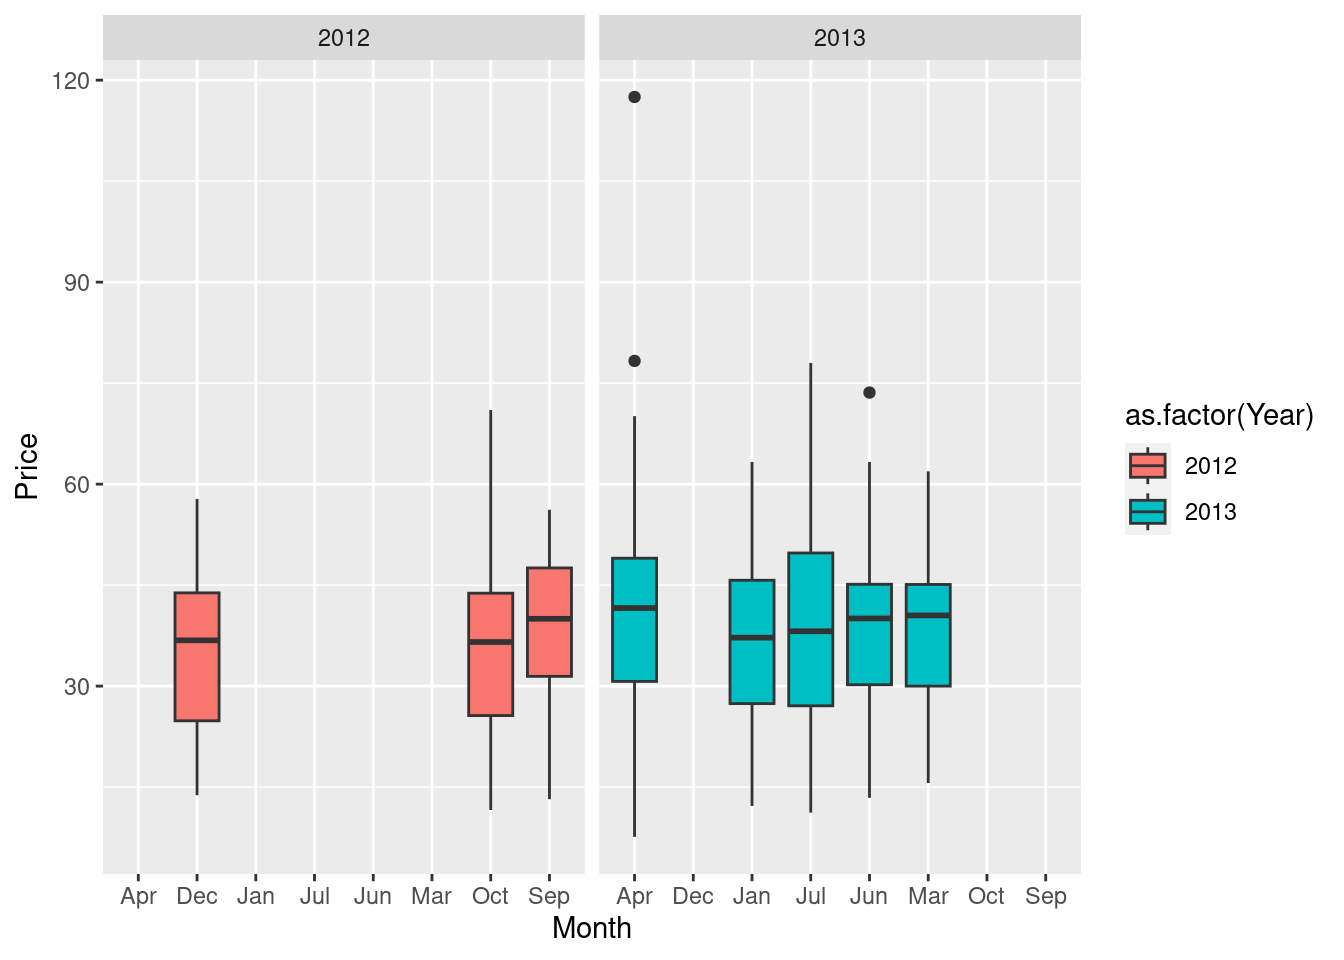 2012 2013
120
90
60
30
Price
Apr Dec Jan Jul Jun Mar Oct Sep Apr Dec Jan Jul Jun Mar Oct Sep
Month
as.factor(Year)
2012
2013